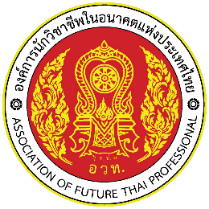 องค์การนักวิชาชีพในอนาคตแห่งประเทศไทย
อวท.
ASSOCIATION OF FUTURE THAI PROFESSIONAL